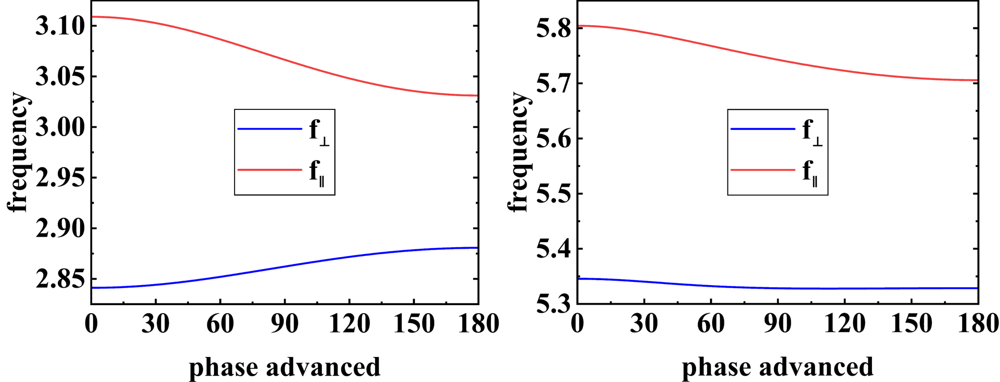 frequency
3.10
3.05
3.00
2.95
2.90
2.85
f⊥
f∥
0 30 60 90 120 150 180
phase advanced
frequency
5.8
5.7
5.6
5.5
5.4
5.3
f⊥
f∥
0 30 60 90 120 150 180
phase advanced